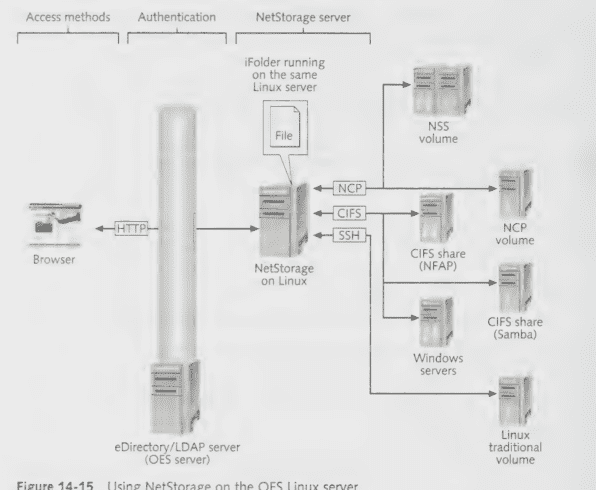 Access methods
Authentication
NetStorage server
iFolder running
on the same
Linux server
File
NSS
volume
NCP
CIFS
SSH
HTTP
Browser
NetStorage
on Linux
CIFS share
(NFAP)
NCP
volume
CIFS share
(Samba)
Windows
servers
eDirectory/LDAP server
(OES server)
Linux
traditional
volume
Figure 14-15 Using NetStorage on the OES Linux server